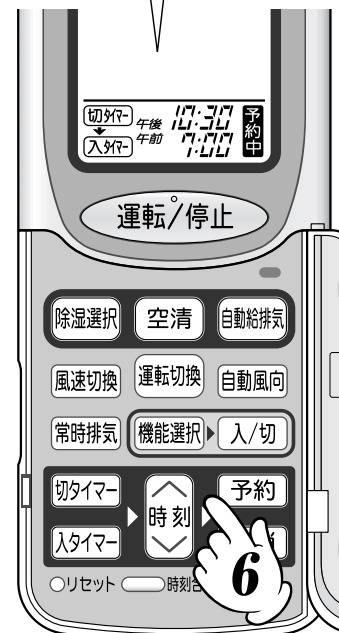 切タイマー 午後 10:30 予約中
入タイマー 午前 7:00
運転/停止
除湿選択 空清 自動給排気
風速切換 運転切換 自動風向
常時排気 機能選択 入/切
切タイマー 時刻 予約
入タイマー
リセット 時刻
6